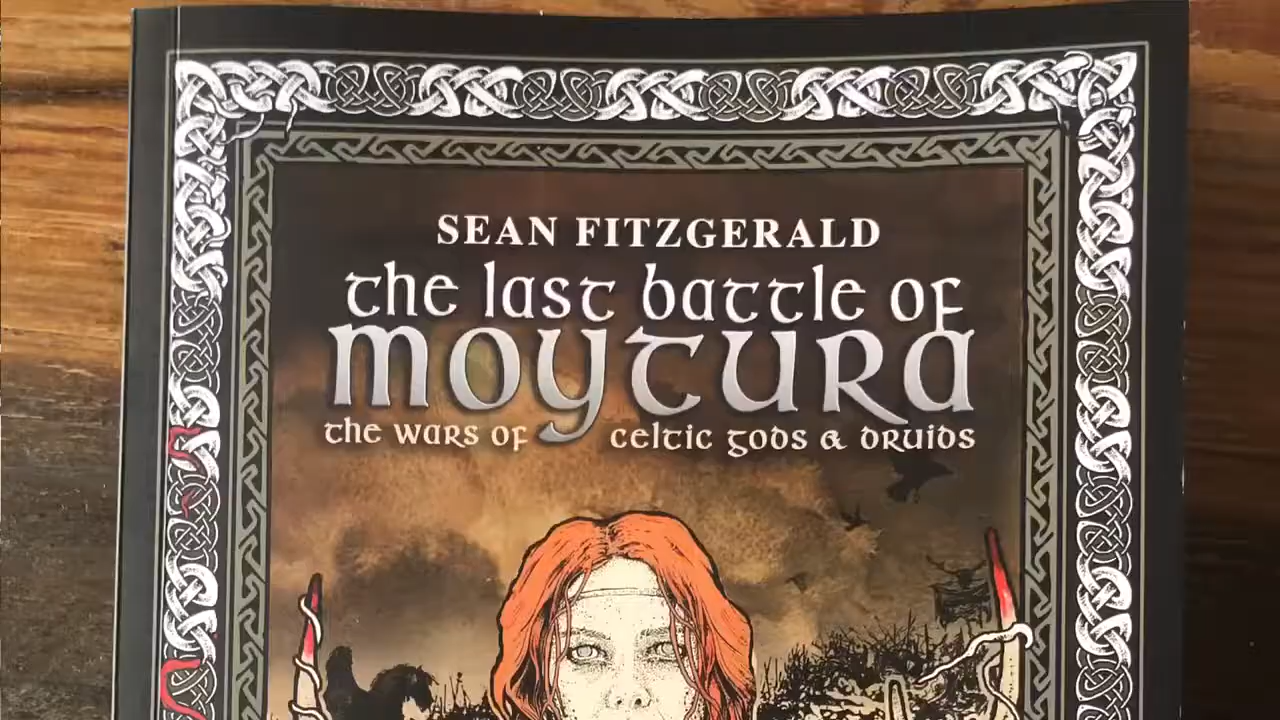 SEAN FITZGERALD
the last battle of
moytura
the wars of celtic gods & druids